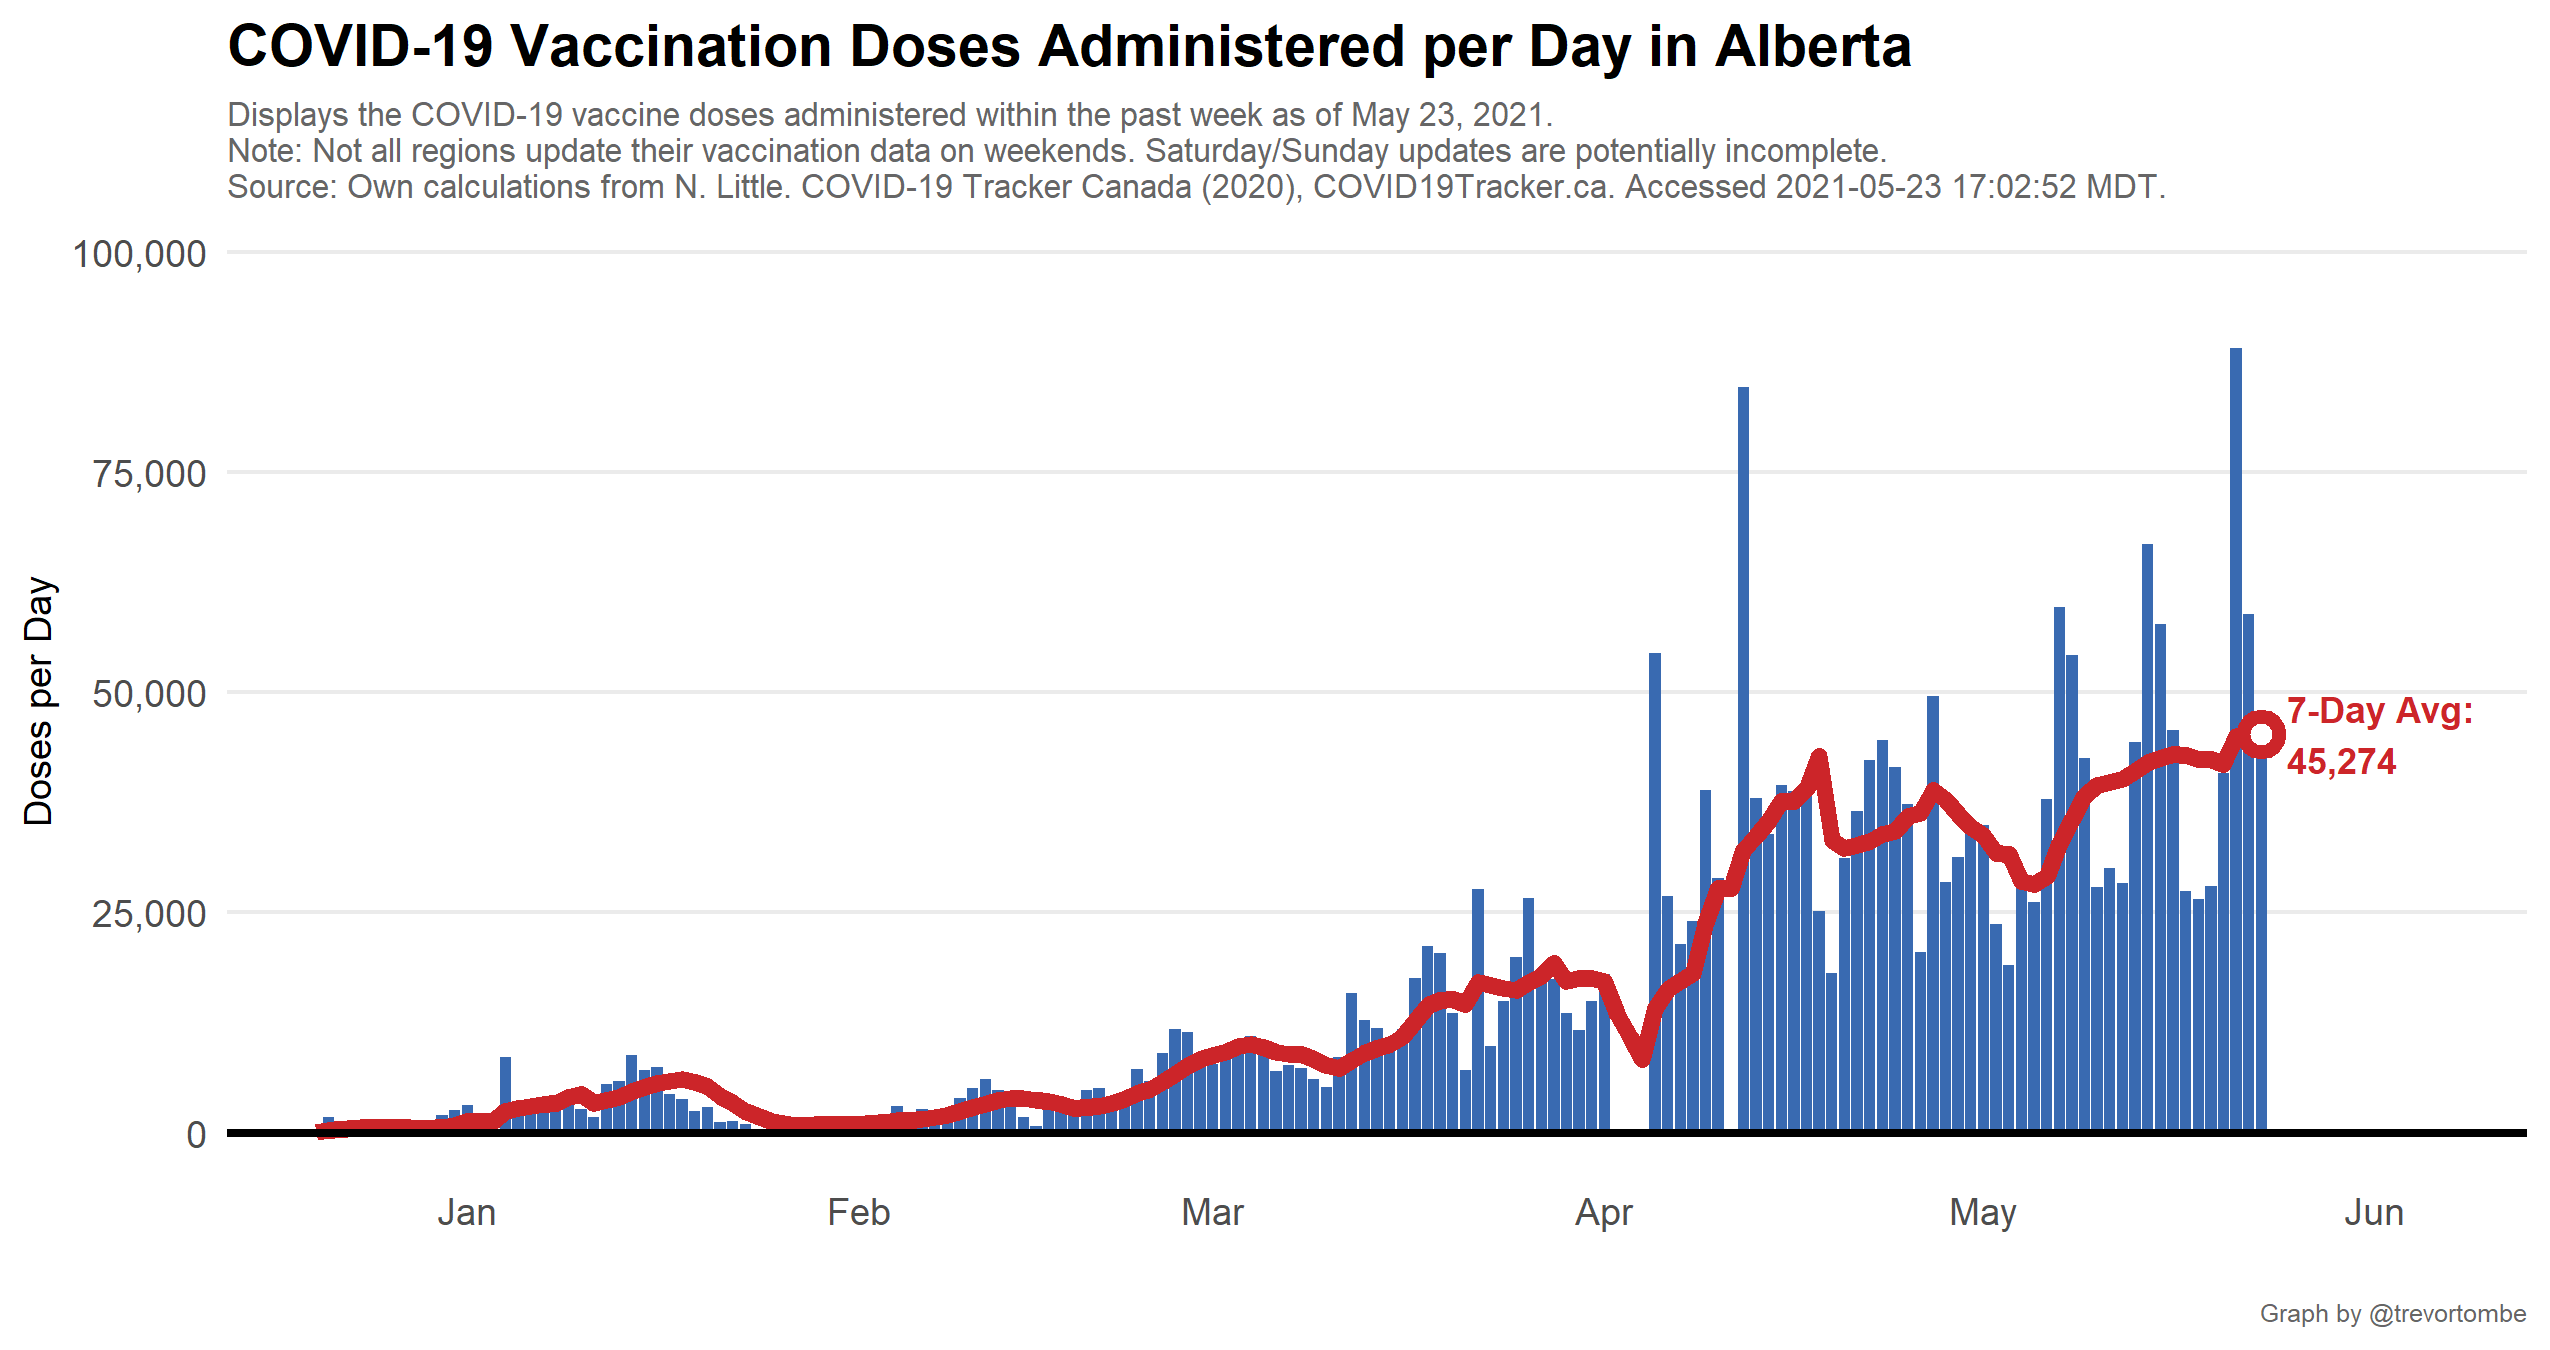 COVID-19 Vaccination Doses Administered per Day in Alberta
Displays the COVID-19 vaccine doses administered within the past week as of May 23, 2021.
Note: Not all regions update their vaccination data on weekends. Saturday/Sunday updates are potentially incomplete.
Source: Own calculations from N. Little. COVID-19 Tracker Canada (2020), COVID19Tracker.ca. Accessed 2021-05-23 17:02:52 MDT.
100,000
75,000
50,000
25,000
0
Doses per Day
7-Day Avg:
45,274
Jan
Feb
Mar
Apr
May
Jun
Graph by @trevortombe